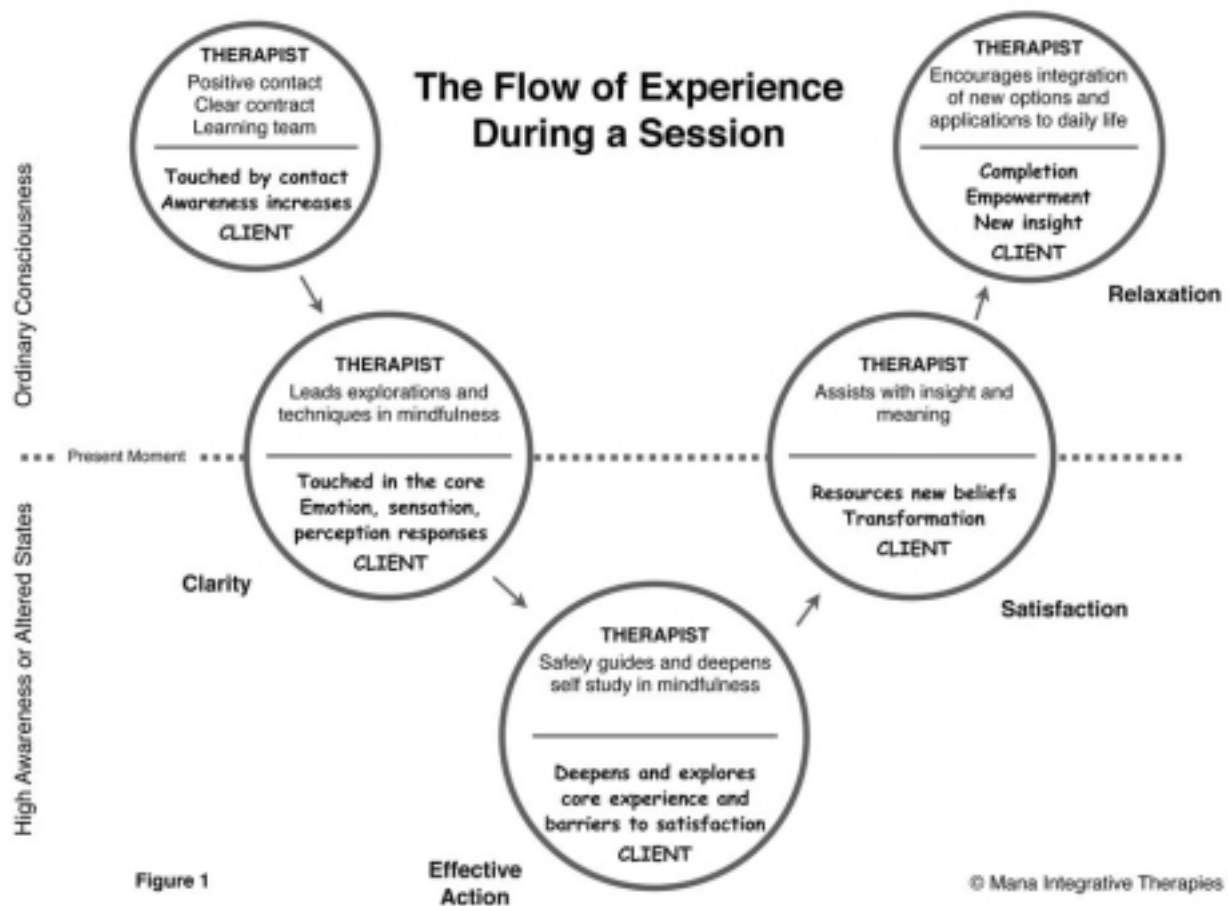 The Flow of Experience
During a Session
Ordinary Consciousness
High Awareness or Altered States
Present Moment
THERAPIST
Positive contact
Clear contract
Learning team
Touched by contact
Awareness increases
CLIENT
THERAPIST
Leads explorations and
techniques in mindfulness
Touched in the core
Emotion, sensation,
perception responses
CLIENT
Clarity
THERAPIST
Safely guides and deepens
self study in mindfulness
Deepens and explores
core experience and
barriers to satisfaction
CLIENT
Effective
Action
THERAPIST
Assists with insight and
meaning
Resources new beliefs
Transformation
CLIENT
Satisfaction
THERAPIST
Encourages integration
of new options and
applications to daily life
Completion
Empowerment
New insight
CLIENT
Relaxation
Figure 1
© Mana Integrative Therapies